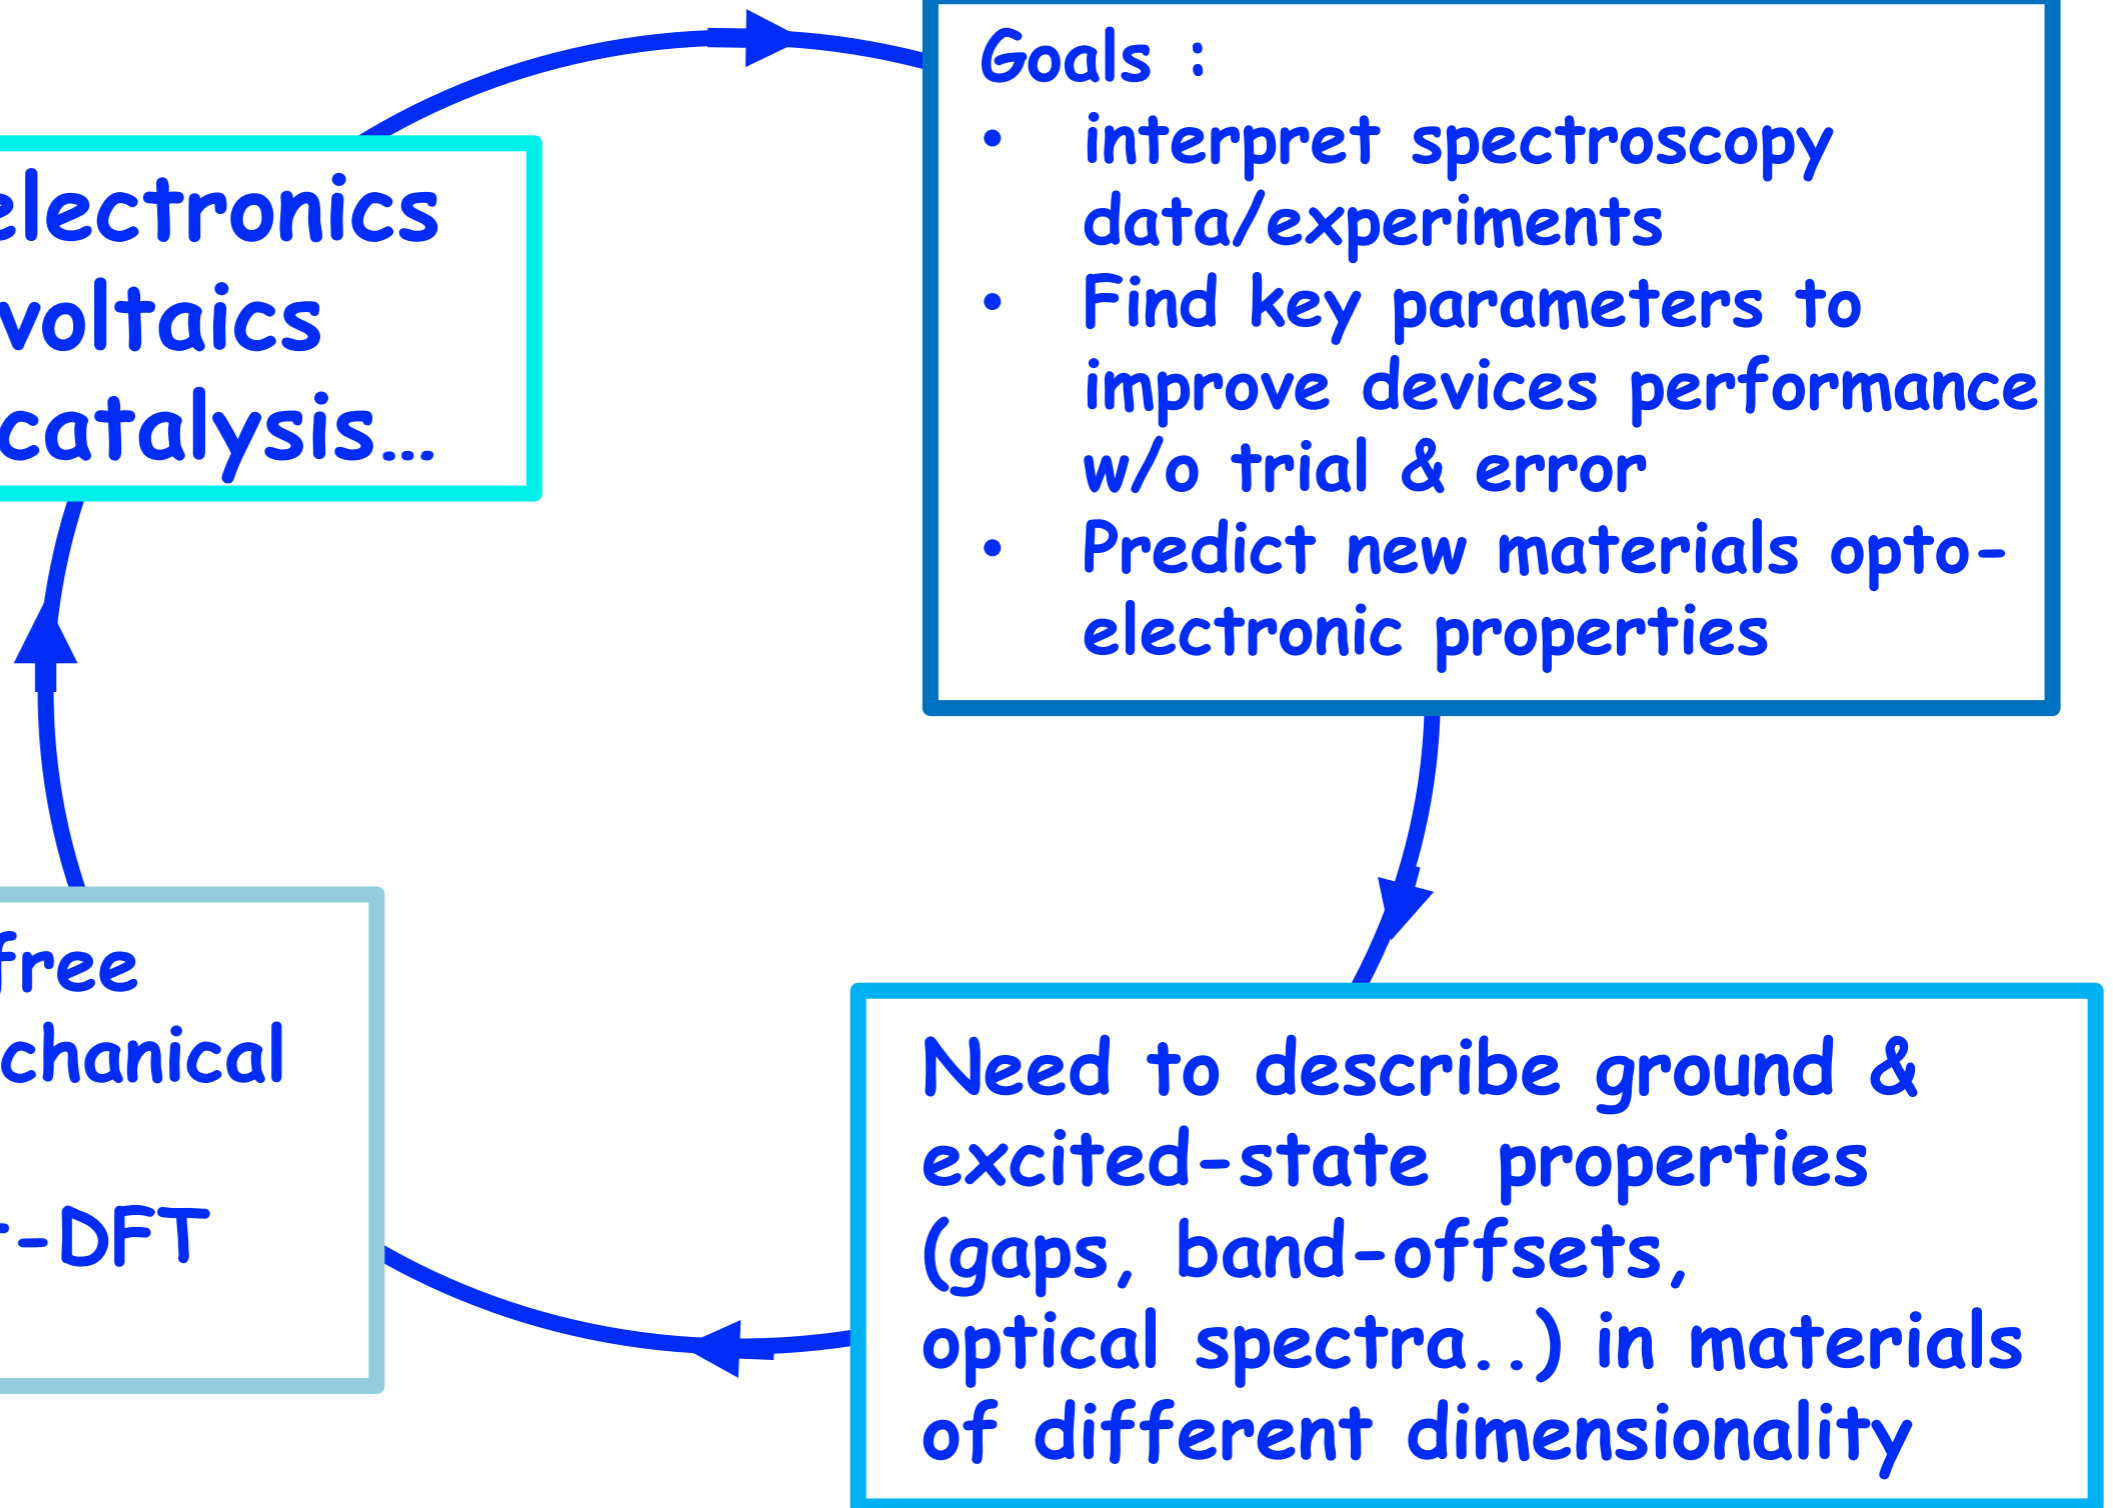 Goals :
• interpret spectroscopy
data/experiments
• Find key parameters to
improve devices performance
w/o trial & error
• Predict new materials opto-
electronic properties
electronics
voltaics
catalysis…
free
chanical
-DFT
Need to describe ground &
excited-state properties
(gaps, band-offsets,
optical spectra..) in materials
of different dimensionality